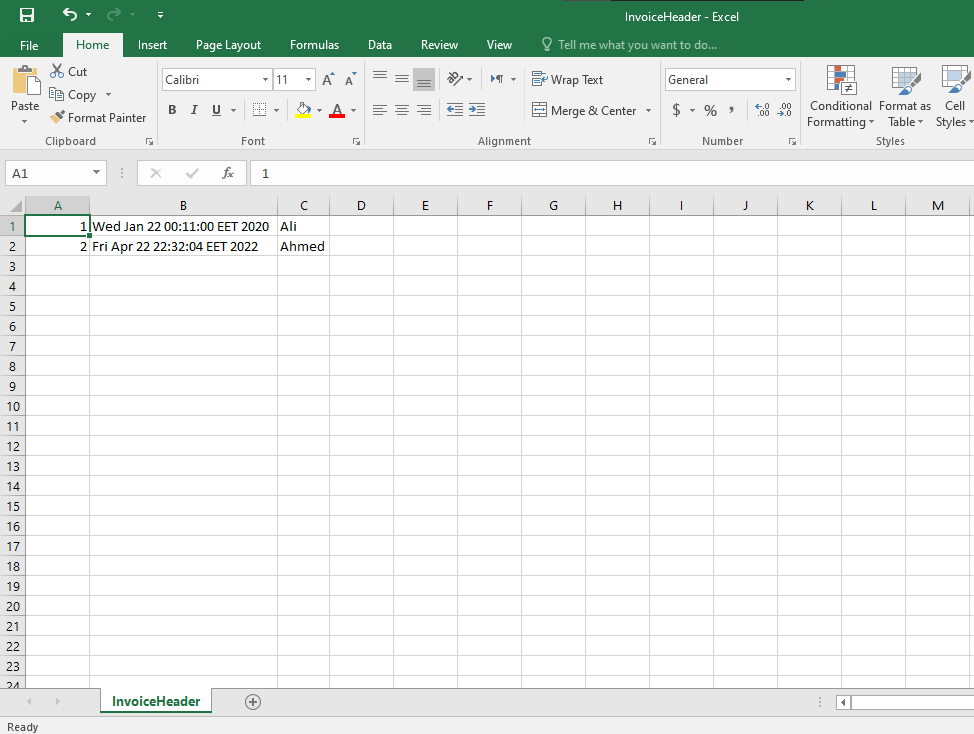 InvoiceHeader - Excel
File Home Insert Page Layout Formulas Data Review View Tell me what you want to do...
Paste
Cut
Copy
Format Painter
Clipboard
Calibri 11 A A
B I U A
Font
Wrap Text
Merge & Center
Alignment
General
$ % , .0 .00
.00 .0
Number
Conditional Formatting
Format as Table
Cell Styles
Styles
A1 fx 1
A B C D E F G H I J K L M
1 1 Wed Jan 22 00:11:00 EET 2020 Ali
2 2 Fri Apr 22 22:32:04 EET 2022 Ahmed
3
4
5
6
7
8
9
10
11
12
13
14
15
16
17
18
19
20
21
22
23
24
InvoiceHeader
Ready